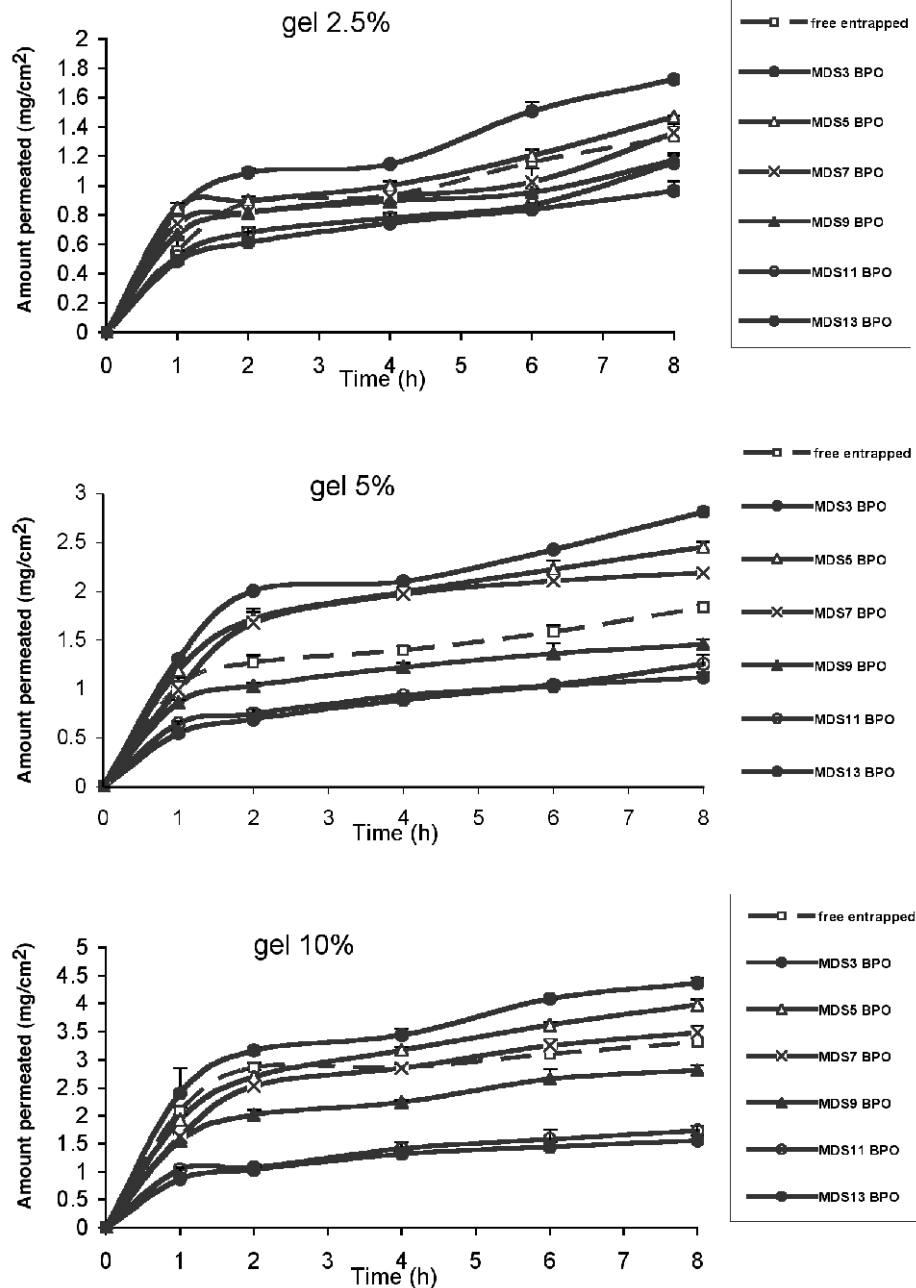 gel 2.5%
Amount permeated (mg/cm2)
2
1.8
1.6
1.4
1.2
1
0.8
0.6
0.4
0.2
0
0 1 2 3 4 5 6 7 8
Time (h)
free entrapped
MDS3 BPO
MDS5 BPO
MDS7 BPO
MDS9 BPO
MDS11 BPO
MDS13 BPO
gel 5%
Amount permeated (mg/cm2)
3
2.5
2
1.5
1
0.5
0
0 1 2 3 4 5 6 7 8
Time (h)
free entrapped
MDS3 BPO
MDS5 BPO
MDS7 BPO
MDS9 BPO
MDS11 BPO
MDS13 BPO
gel 10%
Amount permeated (mg/cm2)
5
4.5
4
3.5
3
2.5
2
1.5
1
0.5
0
0 1 2 3 4 5 6 7 8
Time (h)
free entrapped
MDS3 BPO
MDS5 BPO
MDS7 BPO
MDS9 BPO
MDS11 BPO
MDS13 BPO